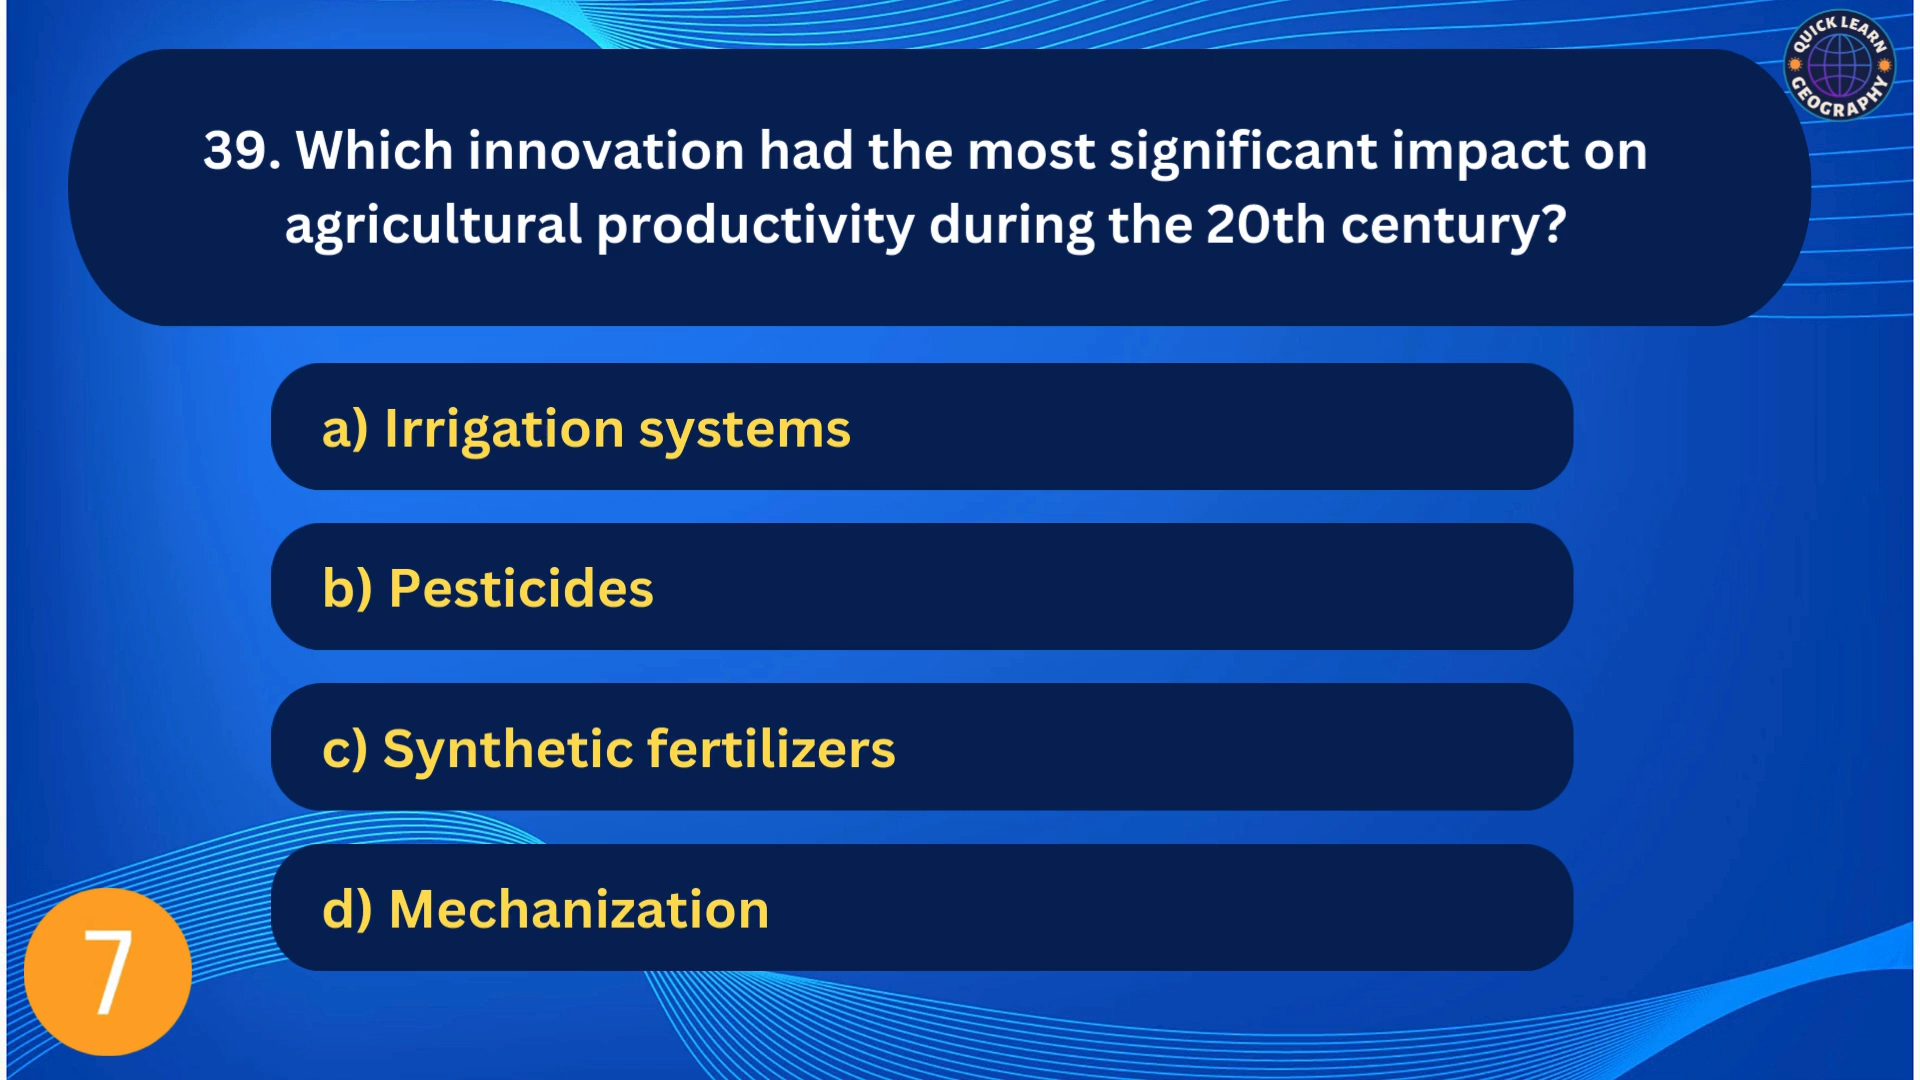 QUICK LEARN
GEOGRAPHY
39. Which innovation had the most significant impact on
agricultural productivity during the 20th century?
a) Irrigation systems
b) Pesticides
c) Synthetic fertilizers
d) Mechanization
7